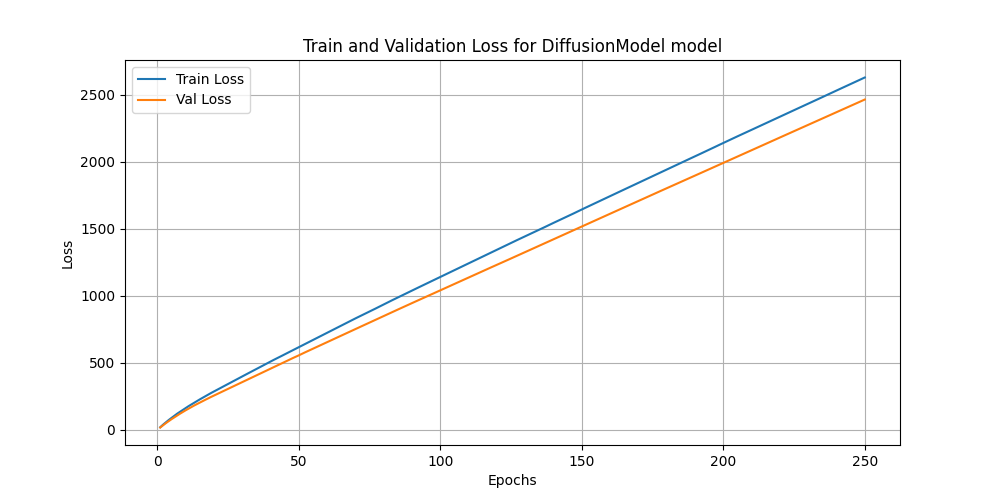 Train and Validation Loss for DiffusionModel model
Train Loss
Val Loss
2500
2000
1500
1000
500
0
Loss
0 50 100 150 200 250
Epochs